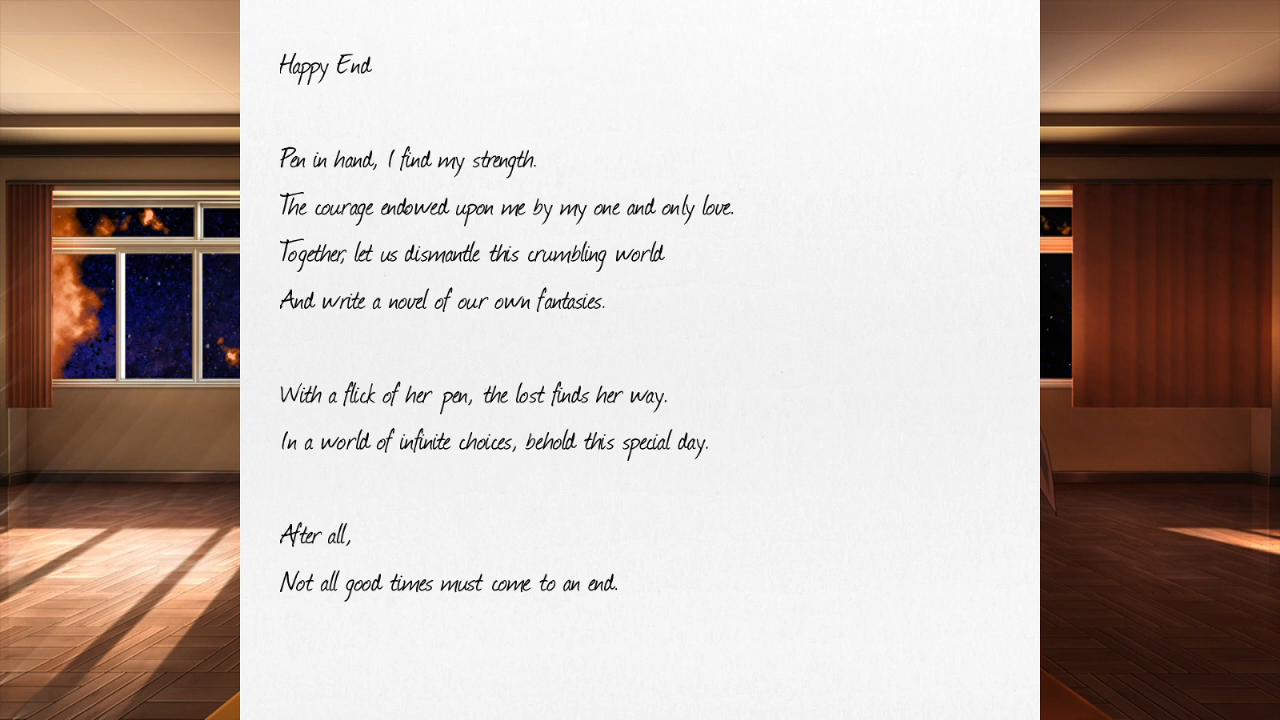 Happy End
Pen in hand, I find my strength.
The courage endowed upon me by my one and only love.
Together, let us dismantle this crumbling world
And write a novel of our own fantasies.
With a flick of her pen, the lost finds her way.
In a world of infinite choices, behold this special day.
After all,
Not all good times must come to an end.